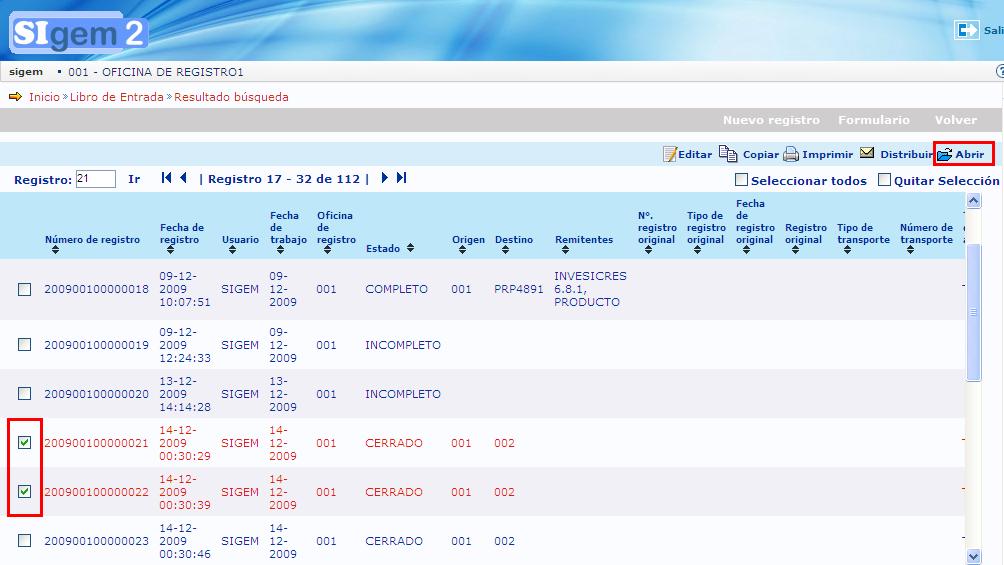 SIgem 2
Sali
sigem • 001 - OFICINA DE REGISTRO1
Inicio » Libro de Entrada » Resultado búsqueda
Nuevo registro Formulario Volver
Editar Copiar Imprimir Distribuir Abrir
Registro: 21 Ir | Registro 17 - 32 de 112 |
Seleccionar todos Quitar Selección
Número de registro Fecha de registro Usuario Fecha de trabajo Oficina de registro Estado Origen Destino Remitentes Nº. registro original Tipo de registro original Fecha de registro original Registro original Tipo de transporte Número de transporte
200900100000018 09-12-2009 10:07:51 SIGEM 09-12-2009 001 COMPLETO 001 PRP4891 INVESICRES 6.8.1, PRODUCTO
200900100000019 09-12-2009 12:24:33 SIGEM 09-12-2009 001 INCOMPLETO
200900100000020 13-12-2009 14:14:28 SIGEM 13-12-2009 001 INCOMPLETO
200900100000021 14-12-2009 00:30:29 SIGEM 14-12-2009 001 CERRADO 001 002
200900100000022 14-12-2009 00:30:39 SIGEM 14-12-2009 001 CERRADO 001 002
200900100000023 14-12-2009 00:30:46 SIGEM 14-12-2009 001 CERRADO 001 002